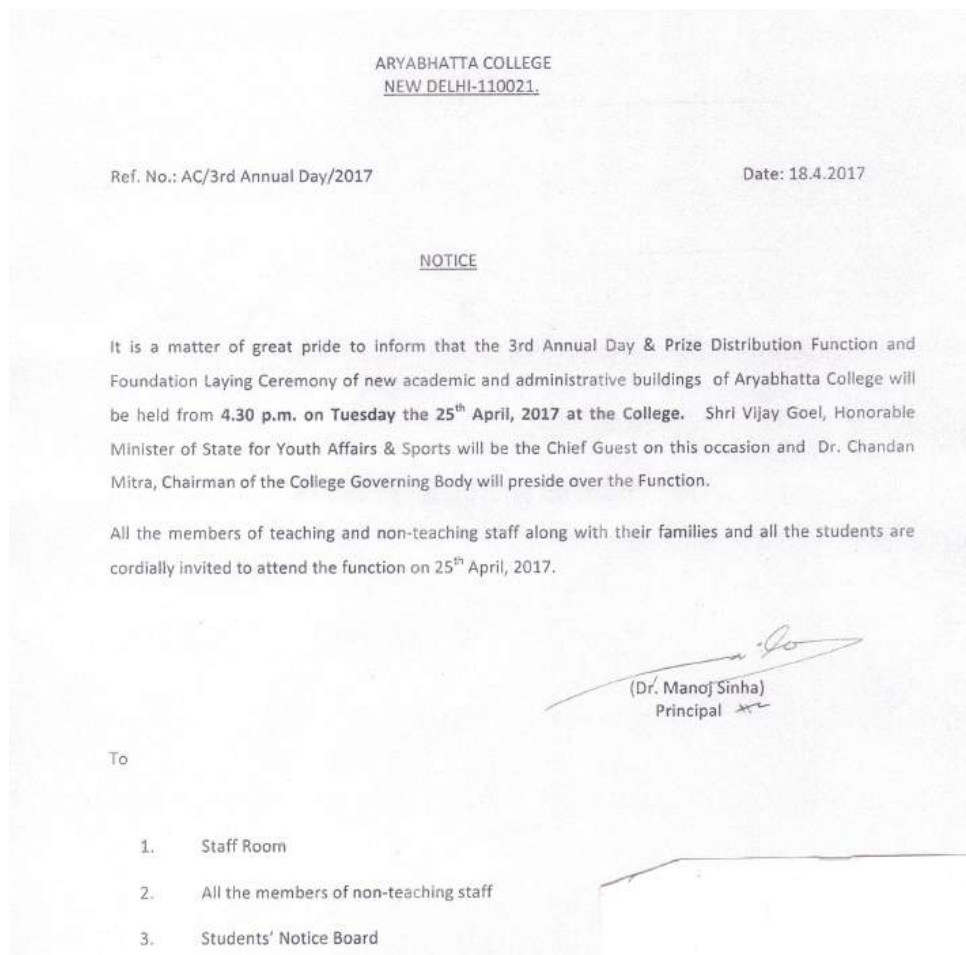 ARYABHATTA COLLEGE
NEW DELHI-110021.
Ref. No.: AC/3rd Annual Day/2017 Date: 18.4.2017
NOTICE
It is a matter of great pride to inform that the 3rd Annual Day & Prize Distribution Function and
Foundation Laying Ceremony of new academic and administrative buildings of Aryabhatta College will
be held from 4.30 p.m. on Tuesday the 25th April, 2017 at the College. Shri Vijay Goel, Honorable
Minister of State for Youth Affairs & Sports will be the Chief Guest on this occasion and Dr. Chandan
Mitra, Chairman of the College Governing Body will preside over the Function.
All the members of teaching and non-teaching staff along with their families and all the students are
cordially invited to attend the function on 25th April, 2017.
(Dr. Manoj Sinha)
Principal
To
1. Staff Room
2. All the members of non-teaching staff
3. Students' Notice Board